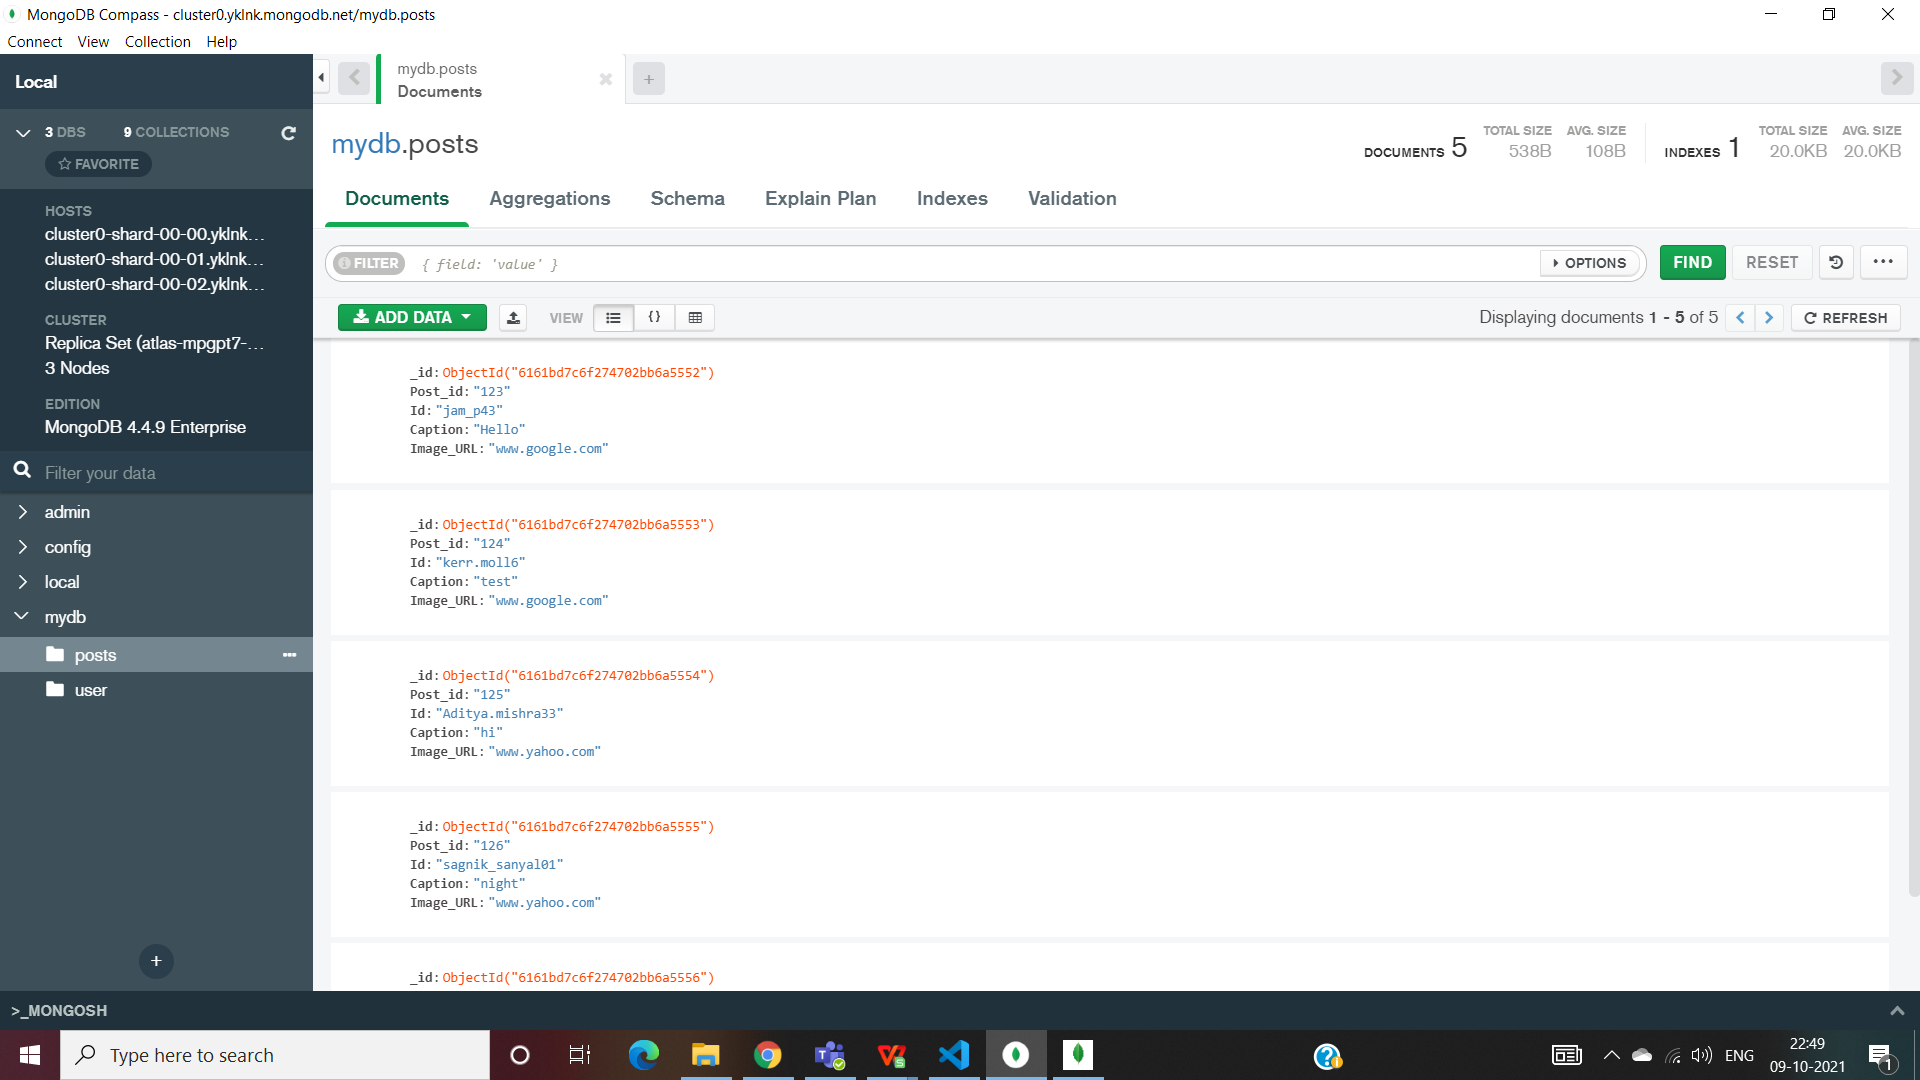 MongoDB Compass - cluster0.yklnk.mongodb.net/mydb.posts
Connect View Collection Help
Local
3 DBS 9 COLLECTIONS
FAVORITE
HOSTS
cluster0-shard-00-00.yklnk...
cluster0-shard-00-01.yklnk...
cluster0-shard-00-02.yklnk...
CLUSTER
Replica Set (atlas-mpgpt7-...
3 Nodes
EDITION
MongoDB 4.4.9 Enterprise
Filter your data
admin
config
local
mydb
posts
user
mydb.posts
Documents
mydb.posts
DOCUMENTS 5 TOTAL SIZE 538B AVG. SIZE 108B INDEXES 1 TOTAL SIZE 20.0KB AVG. SIZE 20.0KB
Documents Aggregations Schema Explain Plan Indexes Validation
FILTER { field: 'value' } OPTIONS FIND RESET
ADD DATA VIEW {} Displaying documents 1 - 5 of 5 REFRESH
_id: ObjectId("6161bd7c6f274702bb6a5552")
Post_id: "123"
Id: "jam_p43"
Caption: "Hello"
Image_URL: "www.google.com"
_id: ObjectId("6161bd7c6f274702bb6a5553")
Post_id: "124"
Id: "kerr.moll6"
Caption: "test"
Image_URL: "www.google.com"
_id: ObjectId("6161bd7c6f274702bb6a5554")
Post_id: "125"
Id: "Aditya.mishra33"
Caption: "hi"
Image_URL: "www.yahoo.com"
_id: ObjectId("6161bd7c6f274702bb6a5555")
Post_id: "126"
Id: "sagnik_sanyal01"
Caption: "night"
Image_URL: "www.yahoo.com"
_id: ObjectId("6161bd7c6f274702bb6a5556")
>_MONGOSH
Type here to search
ENG
22:49
09-10-2021
1